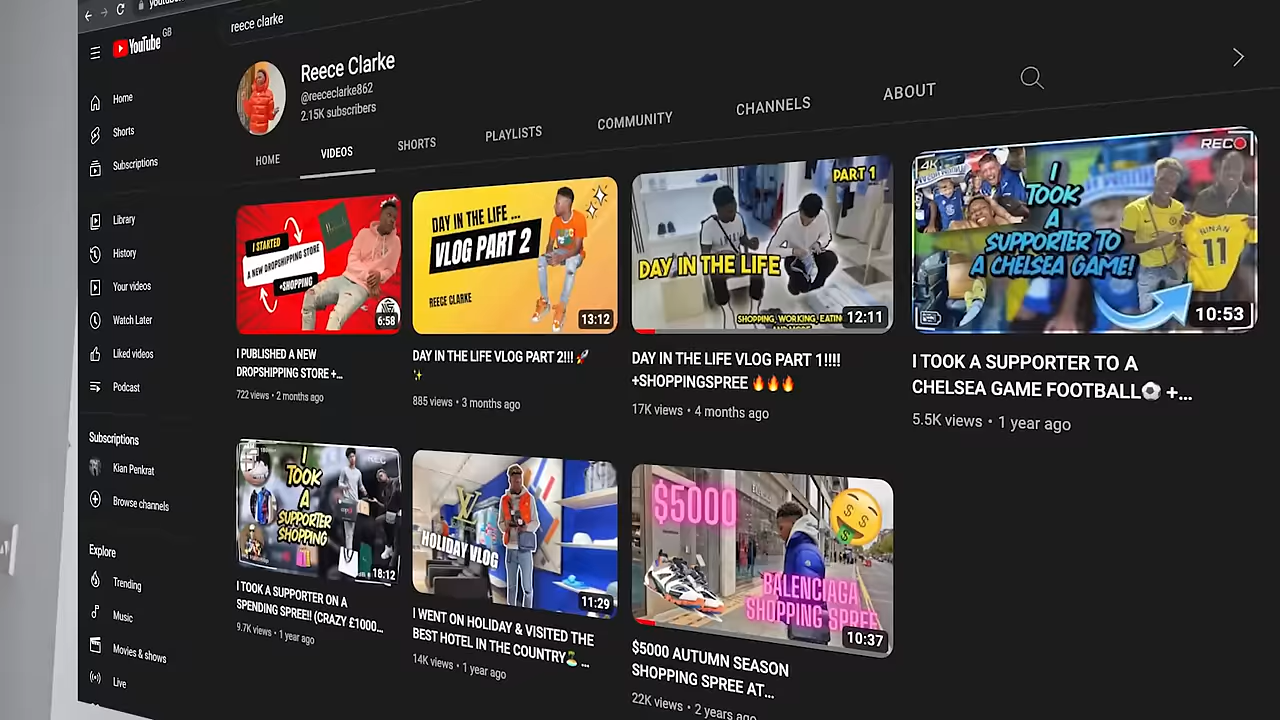 youtube
reece clarke
YouTube GB
Reece Clarke
@reececlarke862
2.15K subscribers
HOME
VIDEOS
SHORTS
PLAYLISTS
COMMUNITY
CHANNELS
ABOUT
Home
Shorts
Subscriptions
Library
History
Your videos
Watch Later
Liked videos
Podcast
Subscriptions
Kian Penkrat
Browse channels
Explore
Trending
Music
Movies & shows
Live
I STARTED
A NEW DROPSHIPPING STORE
+SHOPPING
6:58
I PUBLISHED A NEW
DROPSHIPPING STORE +...
722 views • 2 months ago
DAY IN THE LIFE ...
VLOG PART 2
REECE CLARKE
13:12
DAY IN THE LIFE VLOG PART 2!!! 🚀
✨
885 views • 3 months ago
PART 1
DAY IN THE LIFE
SHOPPING, WORKING, EATIN
12:11
DAY IN THE LIFE VLOG PART 1!!!!
+SHOPPINGSPREE 🔥🔥🔥
17K views • 4 months ago
4K
REC
I
TOOK
A
SUPPORTER TO
A CHELSEA GAME!
11
10:53
I TOOK A SUPPORTER TO A
CHELSEA GAME FOOTBALL⚽ +...
5.5K views • 1 year ago
REC
I
TOOK
A
SUPPORTER
SHOPPING
18:12
I TOOK A SUPPORTER ON A
SPENDING SPREE!! (CRAZY £1000...
9.7K views • 1 year ago
LV
HOLIDAY VLOG
11:29
I WENT ON HOLIDAY & VISITED THE
BEST HOTEL IN THE COUNTRY🏝 ...
14K views • 1 year ago
$5000
BALENCIAGA
SHOPPING SPREE
10:37
$5000 AUTUMN SEASON
SHOPPING SPREE AT...
22K views • 2 years ago